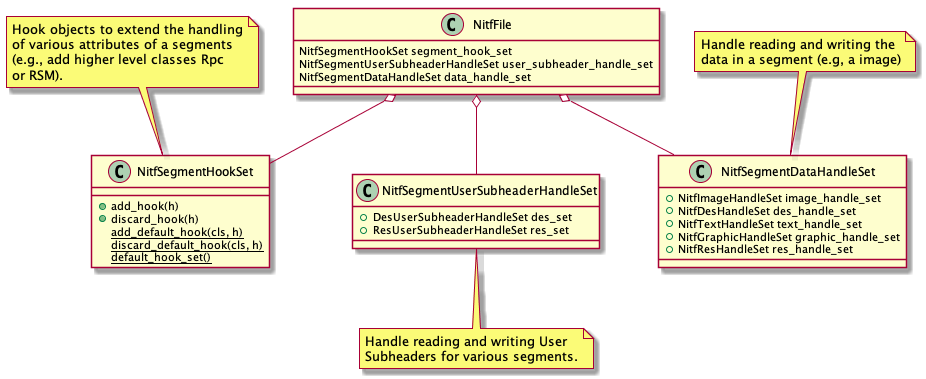 Hook objects to extend the handling
of various attributes of a segments
(e.g., add higher level classes Rpc
or RSM).
C NitfFile
NitfSegmentHookSet segment_hook_set
NitfSegmentUserSubheaderHandleSet user_subheader_handle_set
NitfSegmentDataHandleSet data_handle_set
Handle reading and writing the
data in a segment (e.g, a image)
C NitfSegmentHookSet
add_hook(h)
discard_hook(h)
add_default_hook(cls, h)
discard_default_hook(cls, h)
default_hook_set()
C NitfSegmentUserSubheaderHandleSet
DesUserSubheaderHandleSet des_set
ResUserSubheaderHandleSet res_set
C NitfSegmentDataHandleSet
NitfImageHandleSet image_handle_set
NitfDesHandleSet des_handle_set
NitfTextHandleSet text_handle_set
NitfGraphicHandleSet graphic_handle_set
NitfResHandleSet res_handle_set
Handle reading and writing User
Subheaders for various segments.